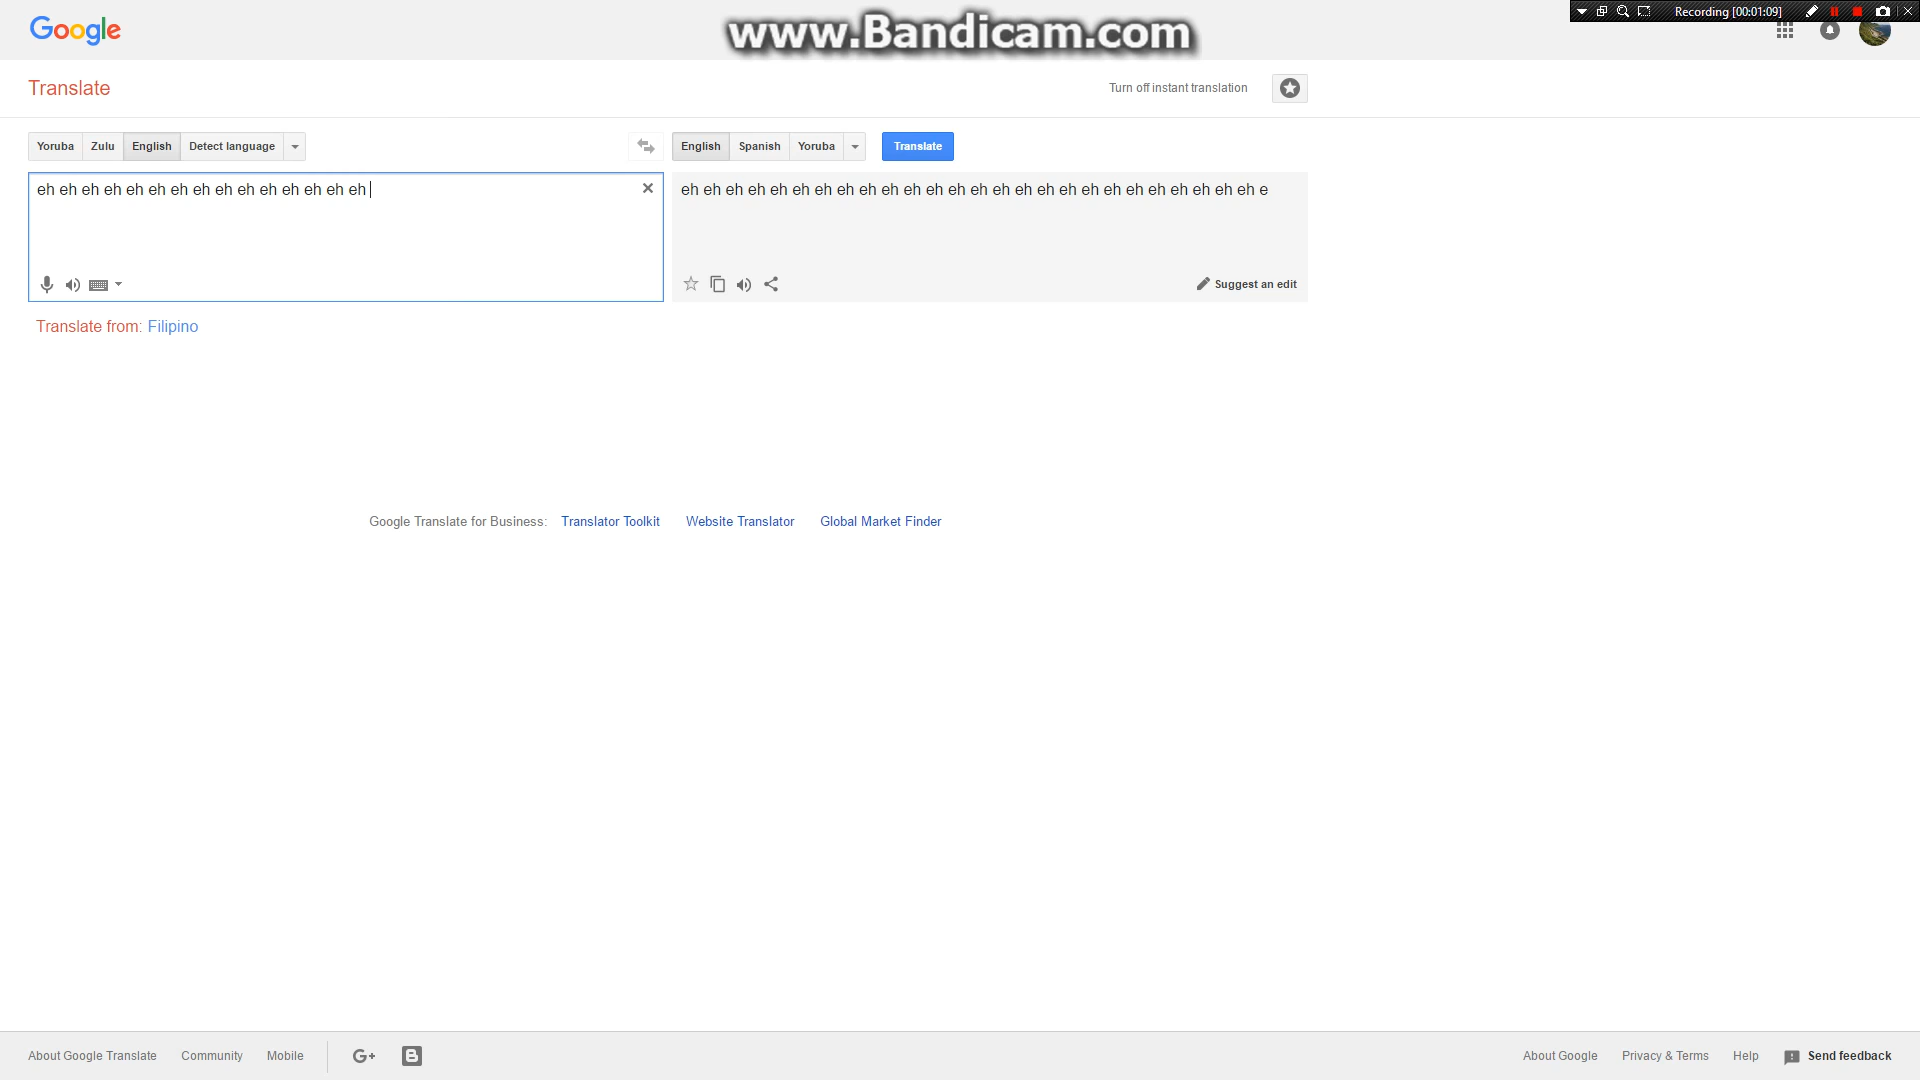 www.Bandicam.com
Recording [00:01:09]
Google
Translate
Turn off instant translation
Yoruba Zulu English Detect language
English Spanish Yoruba Translate
eh eh eh eh eh eh eh eh eh eh eh eh eh eh eh
eh eh eh eh eh eh eh eh eh eh eh eh eh eh eh eh eh eh eh eh eh eh eh eh eh eh e
Suggest an edit
Translate from: Filipino
Google Translate for Business: Translator Toolkit Website Translator Global Market Finder
About Google Translate Community Mobile G+ B About Google Privacy & Terms Help Send feedback